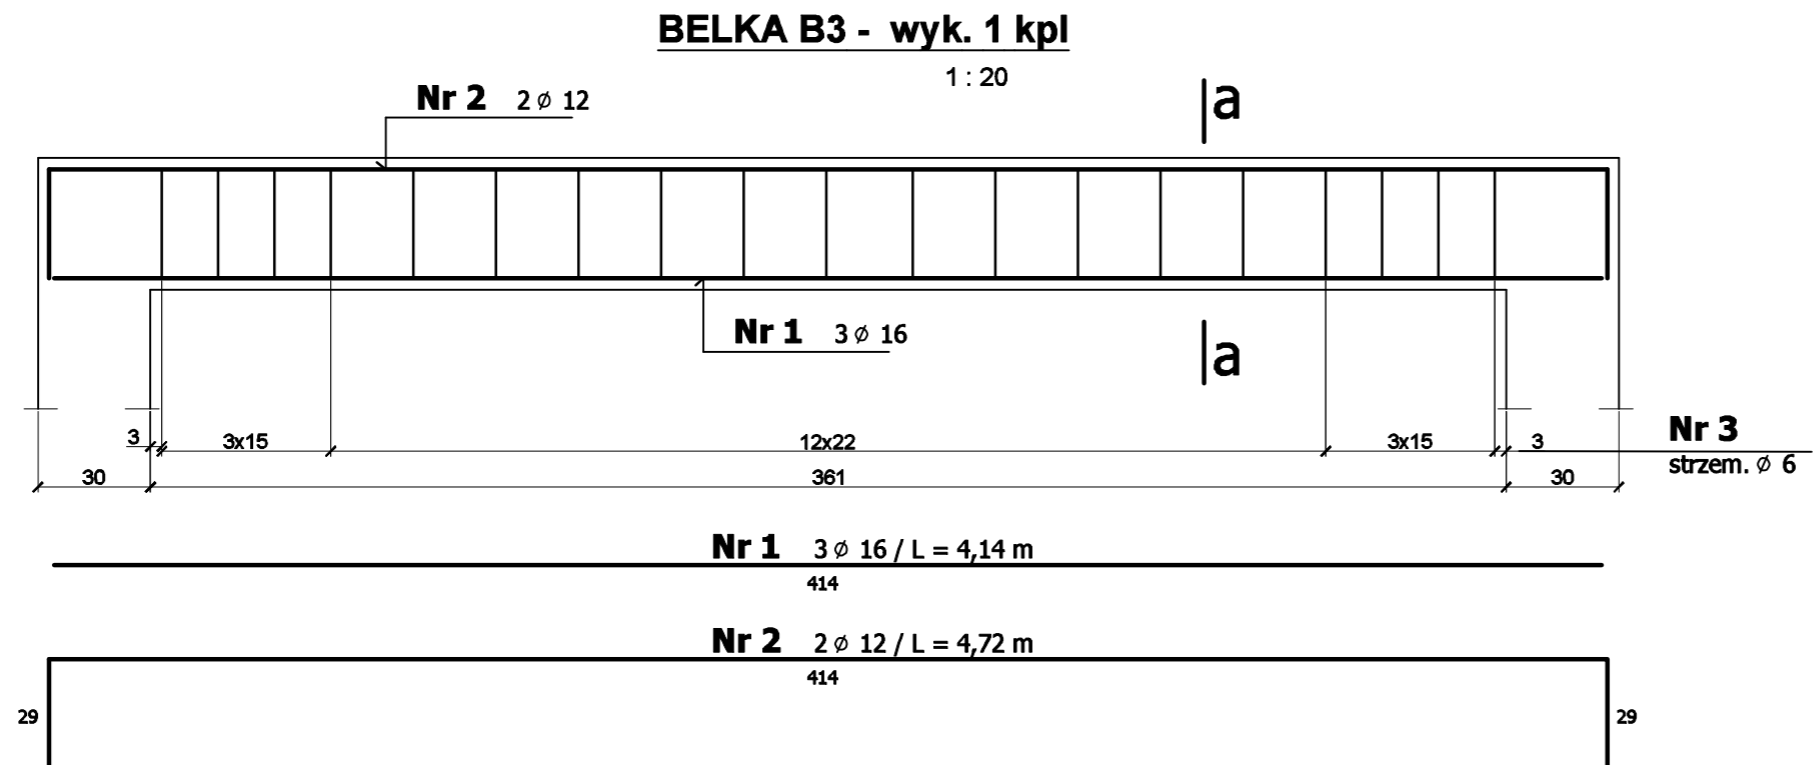 BELKA B3 - wyk. 1 kpl
1 : 20
Nr 2 2 ø 12
a
Nr 1 3 ø 16
a
3 3x15 12x22 3x15 3
Nr 3
strzem. ø 6
30 361 30
Nr 1 3 ø 16 / L = 4,14 m
414
Nr 2 2 ø 12 / L = 4,72 m
414
29 29